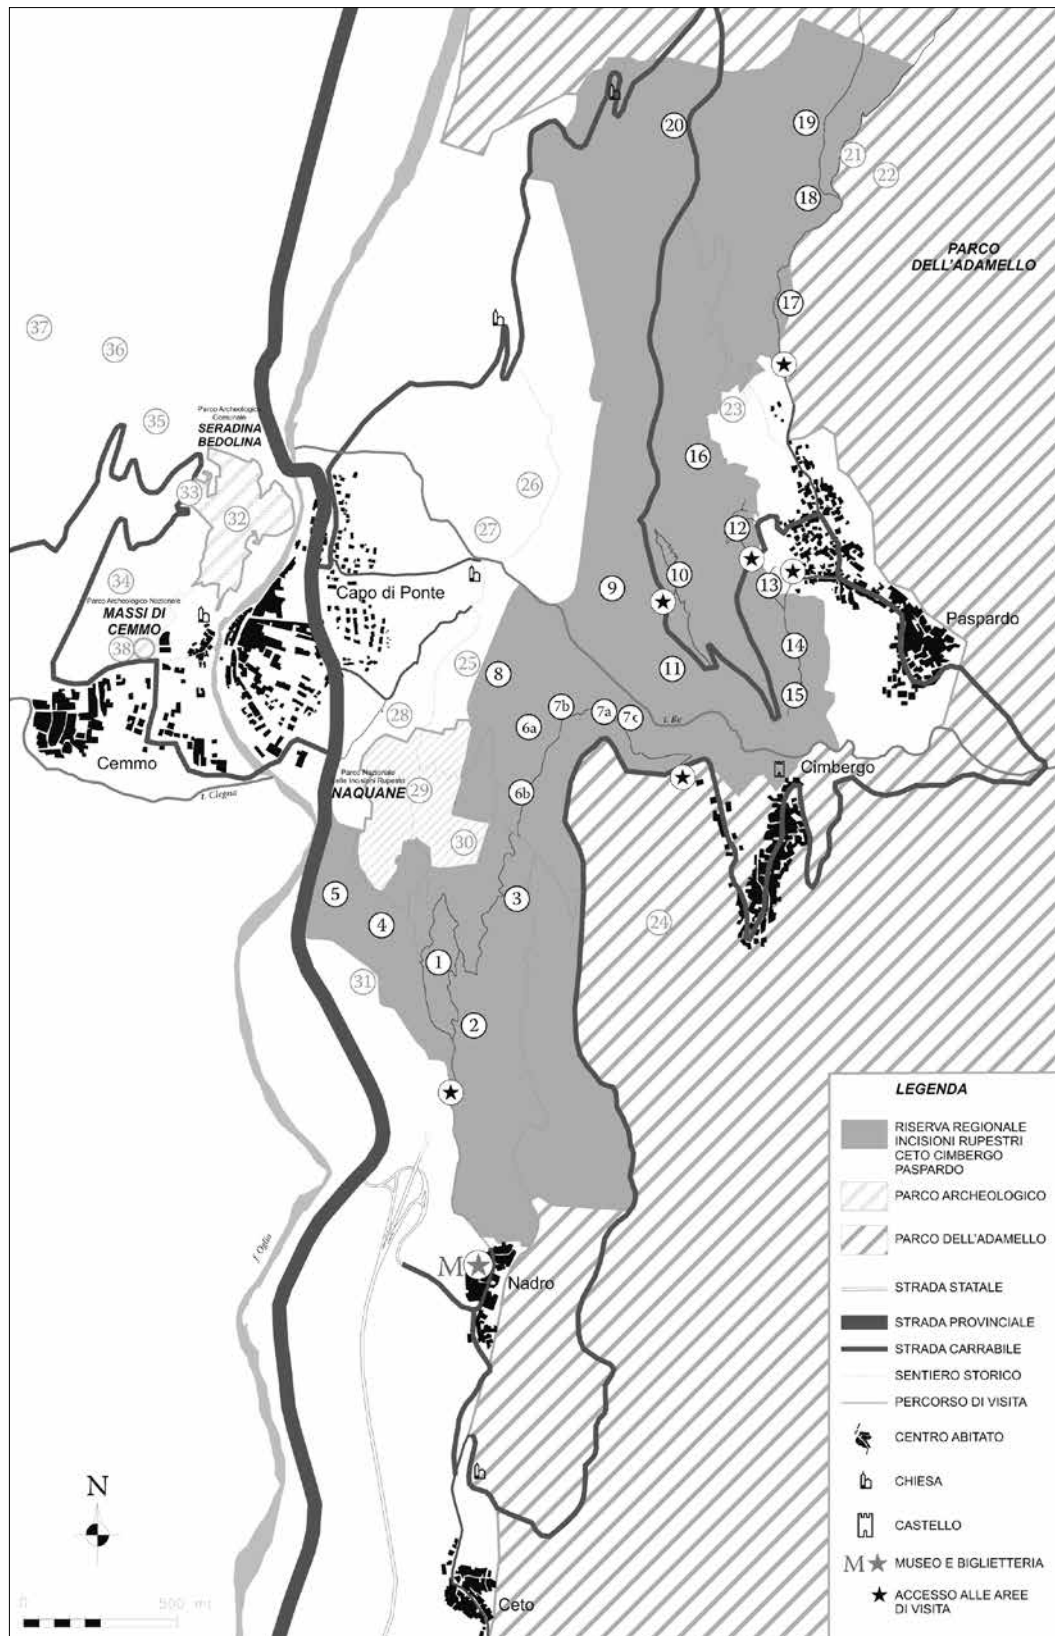 20
19
21
22
18
PARCO
DELL'ADAMELLO
17
37
36
35
Parco Archeologico
Comunale
SERADINA
BEDOLINA
23
16
33
32
26
27
12
34
Parco Archeologico Nazionale
MASSI DI
CEMMO
38
Capo di Ponte
9
10
13
Paspardo
14
25
8
11
15
28
7b
7a
7c
6a
t. Re
Cemmo
t. Clegna
Parco Nazionale
delle Incisioni Rupestri
NAQUANE
29
6b
Cimbergo
30
5
4
3
24
1
31
2
LEGENDA
RISERVA REGIONALE
INCISIONI RUPESTRI
CETO CIMBERGO
PASPARDO
PARCO ARCHEOLOGICO
PARCO DELL'ADAMELLO
STRADA STATALE
STRADA PROVINCIALE
STRADA CARRABILE
SENTIERO STORICO
PERCORSO DI VISITA
CENTRO ABITATO
CHIESA
CASTELLO
M MUSEO E BIGLIETTERIA
ACCESSO ALLE AREE
DI VISITA
f. Oglio
M
Nadro
N
0 500 mt
Ceto